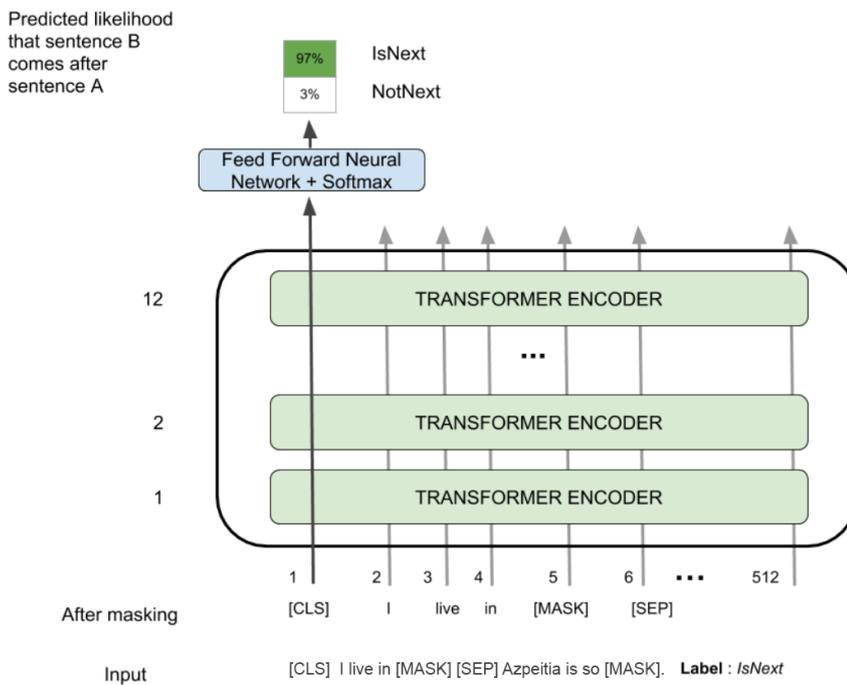 Predicted likelihood
that sentence B
comes after
sentence A
97% IsNext
3% NotNext
Feed Forward Neural
Network + Softmax
12 TRANSFORMER ENCODER
...
2 TRANSFORMER ENCODER
1 TRANSFORMER ENCODER
1 2 3 4 5 6 ... 512
After masking [CLS] I live in [MASK] [SEP]
Input [CLS] I live in [MASK] [SEP] Azpeitia is so [MASK]. Label : IsNext